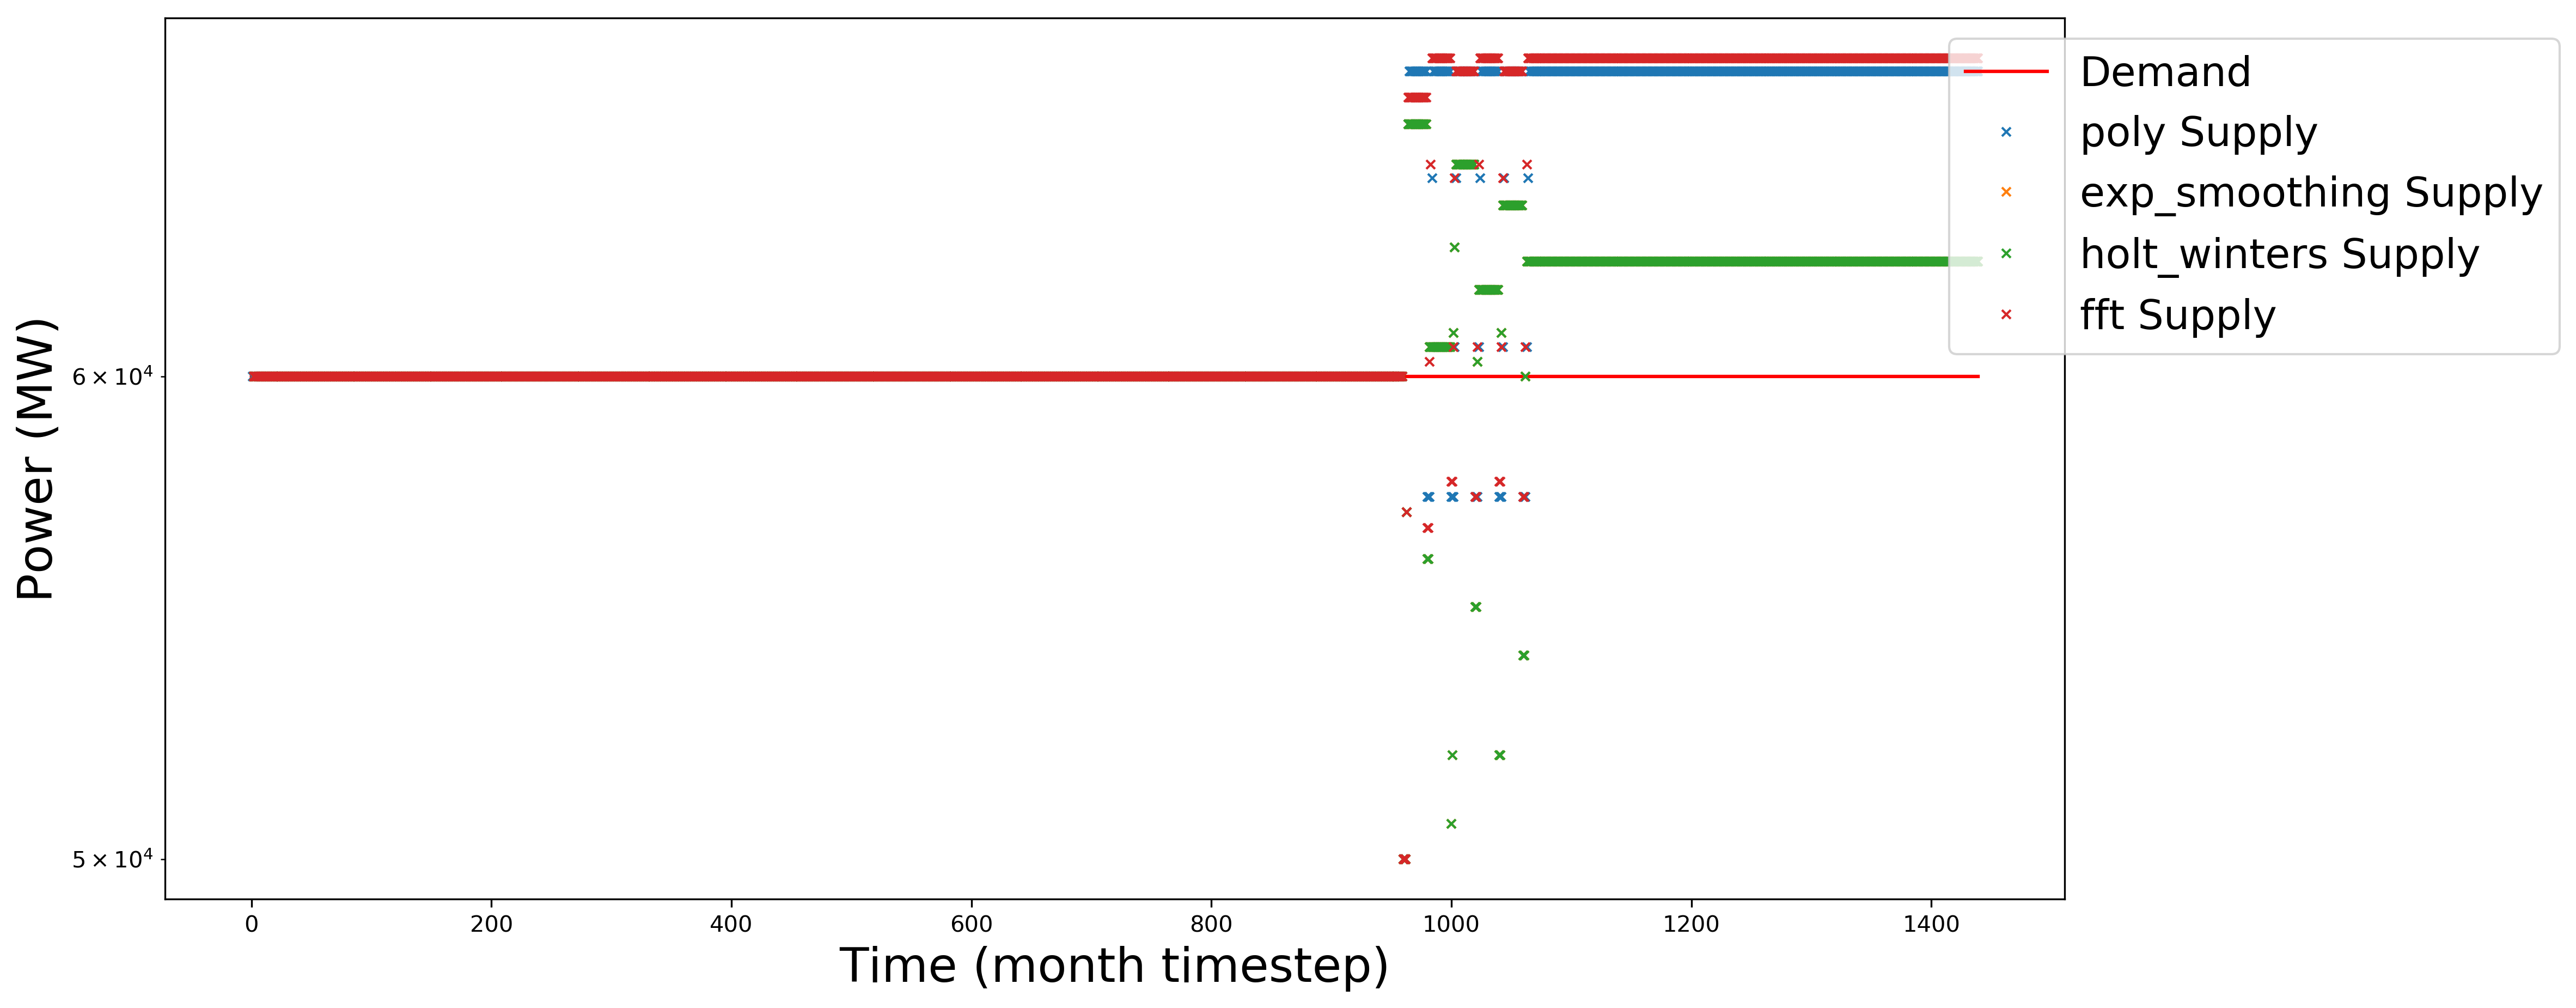 Power (MW)
6 × 10⁴
5 × 10⁴
0 200 400 600 800 1000 1200 1400
Time (month timestep)
Demand
poly Supply
exp_smoothing Supply
holt_winters Supply
fft Supply